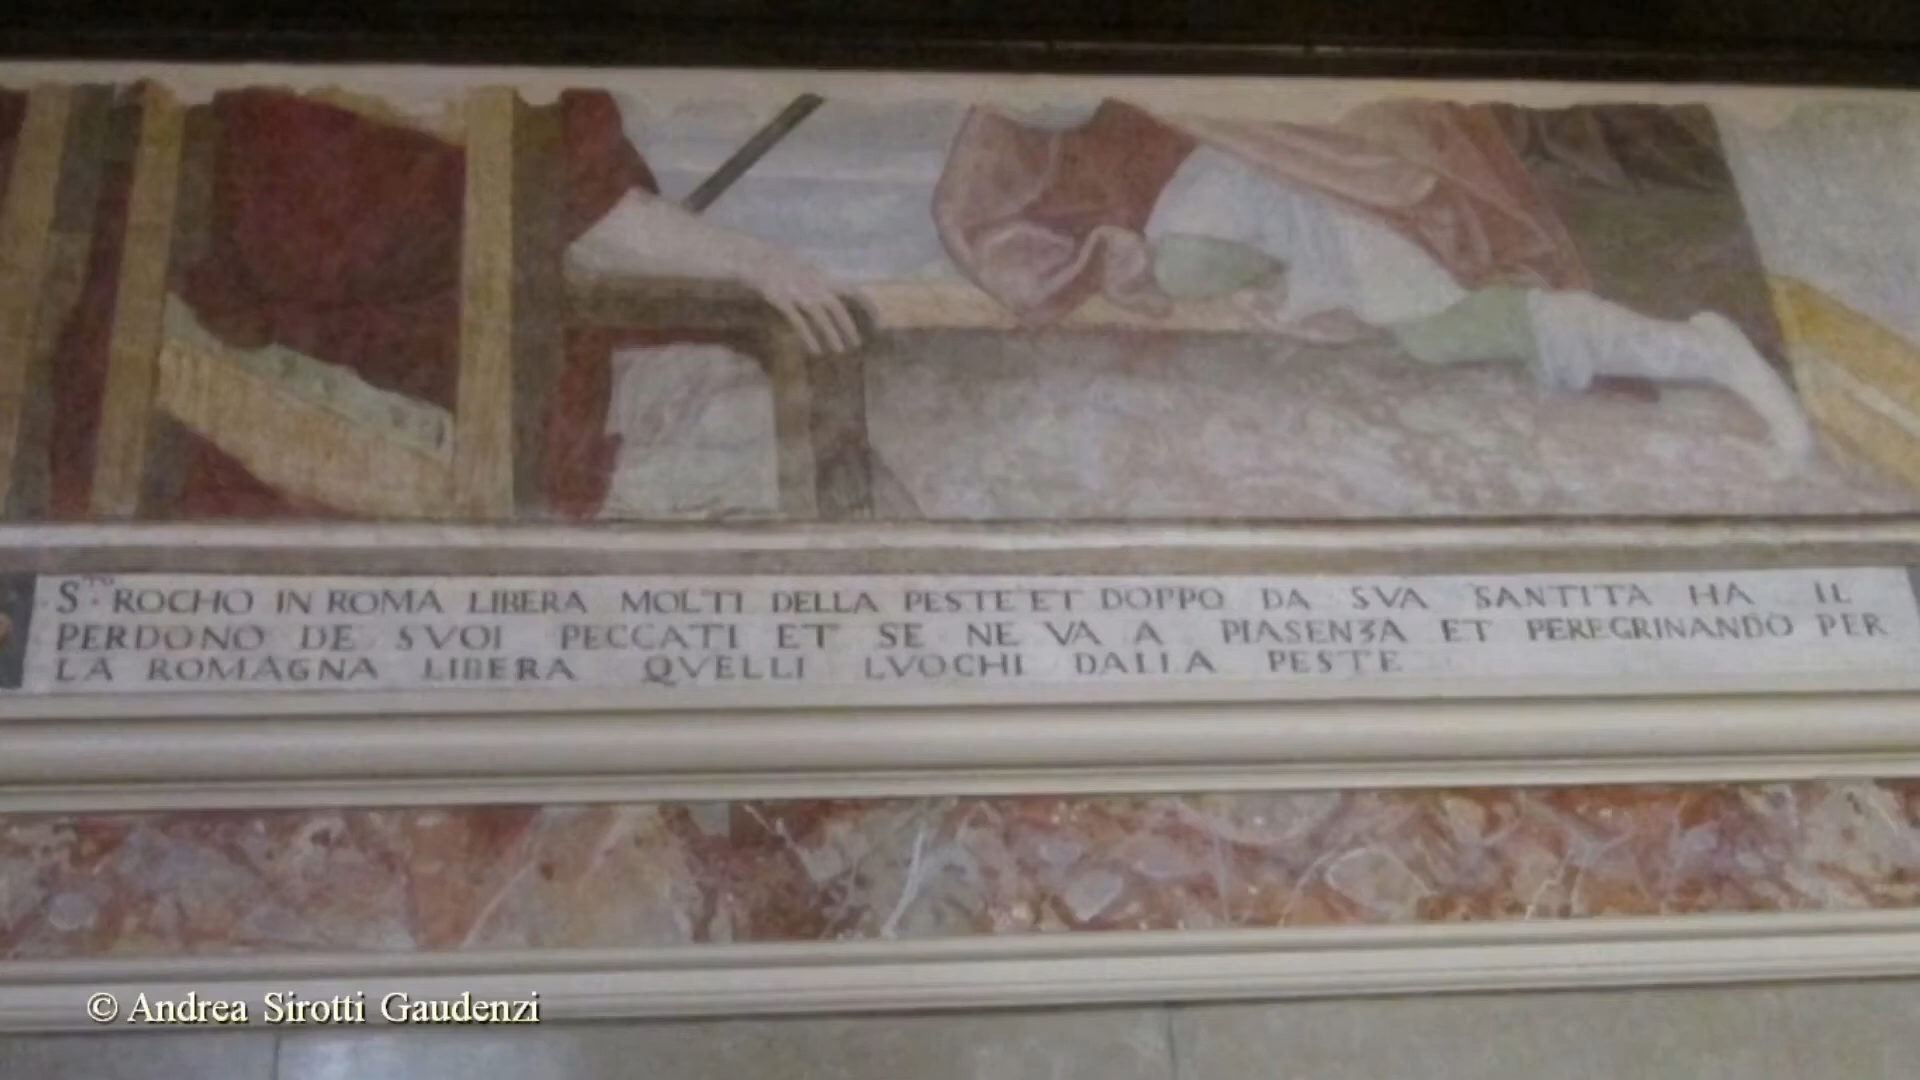 S.TO ROCHO IN ROMA LIBERA MOLTI DELLA PESTE ET DOPPO DA SVA SANTITA HA IL
PERDONO DE SVOI PECCATI ET SE NE VA A PIASENZA ET PEREGRINANDO PER
LA ROMAGNA LIBERA QVELLI LVOCHI DALLA PESTE
© Andrea Sirotti Gaudenzi